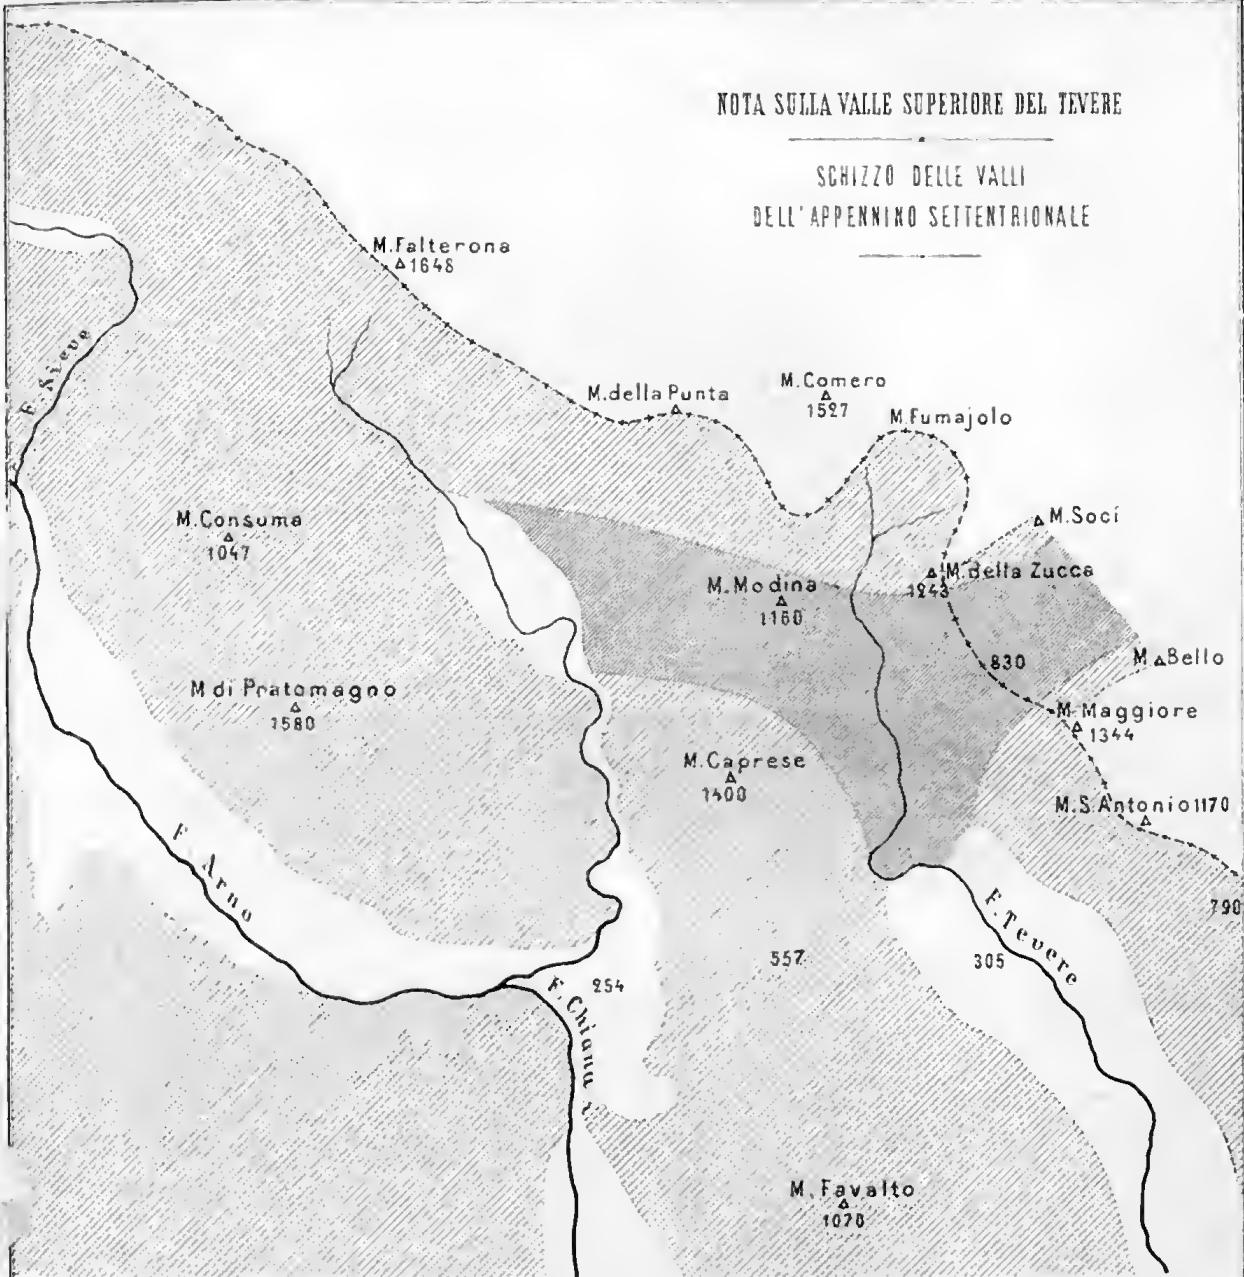 NOTA SULLA VALLE SUPERIORE DEL TEVERE
SCHIZZO DELLE VALLI
DELL'APPENNINO SETTENTRIONALE
M. Falterona
1648
F. Sieve
M. della Punta
M. Comero
1527
M. Fumajolo
M. Consuma
1047
M. Soci
M. della Zucca
1243
M. Modina
1160
830
M. Bello
M di Pratomagno
1580
M. Maggiore
1344
M. Caprese
1400
M.S. Antonio 1170
F. Arno
790
F. Tevere
557
305
254
F. Chiana
M. Favalto
1070